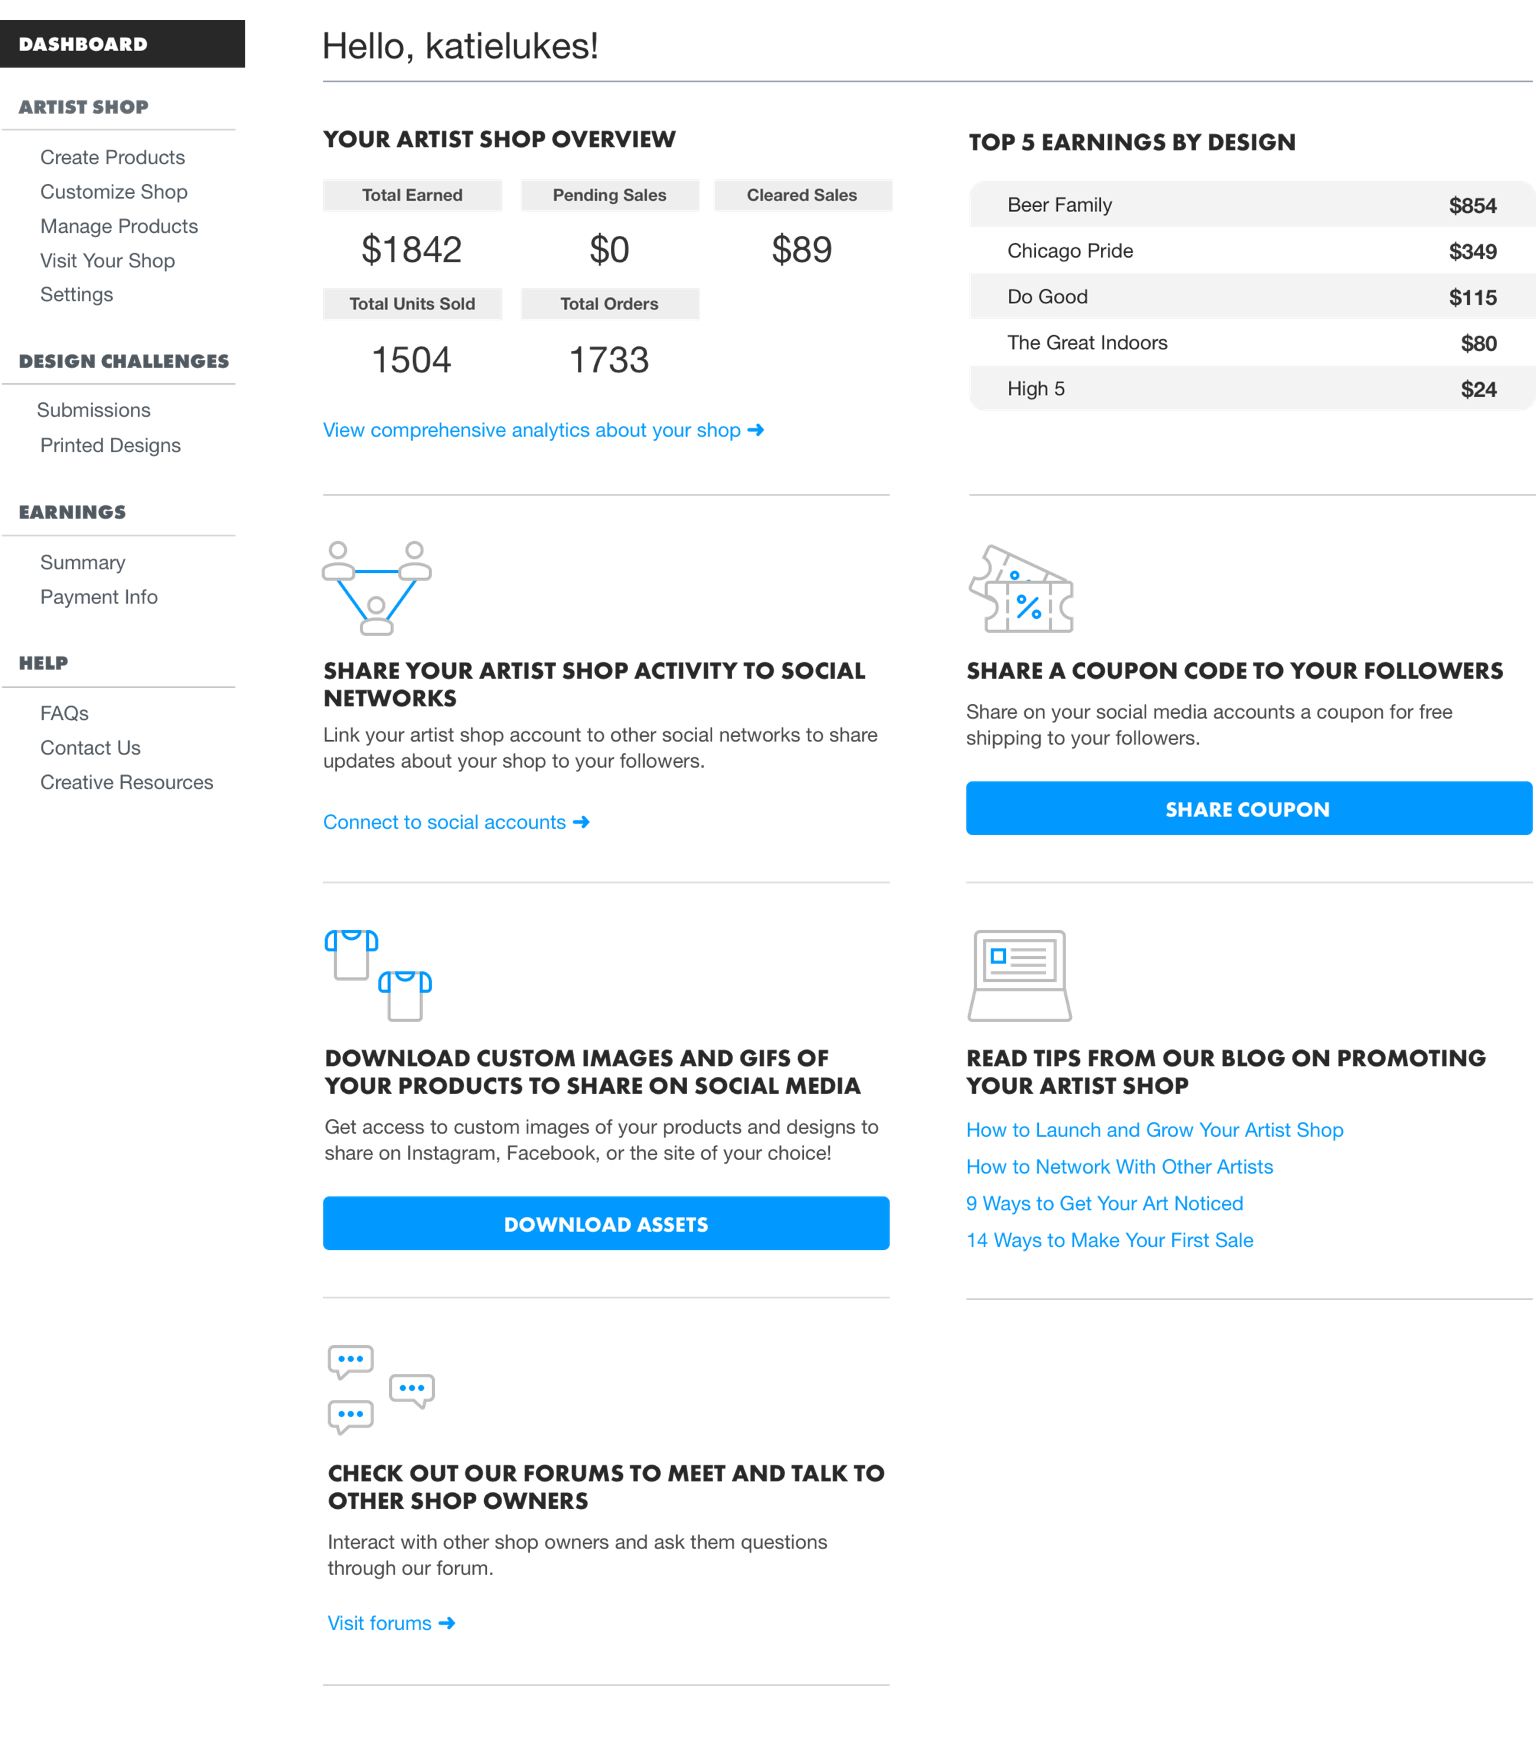 DASHBOARD
ARTIST SHOP
Create Products
Customize Shop
Manage Products
Visit Your Shop
Settings
DESIGN CHALLENGES
Submissions
Printed Designs
EARNINGS
Summary
Payment Info
HELP
FAQs
Contact Us
Creative Resources
Hello, katielukes!
YOUR ARTIST SHOP OVERVIEW
Total Earned Pending Sales Cleared Sales
$1842 $0 $89
Total Units Sold Total Orders
1504 1733
View comprehensive analytics about your shop ➜
TOP 5 EARNINGS BY DESIGN
Beer Family $854
Chicago Pride $349
Do Good $115
The Great Indoors $80
High 5 $24
SHARE YOUR ARTIST SHOP ACTIVITY TO SOCIAL
NETWORKS
Link your artist shop account to other social networks to share
updates about your shop to your followers.
Connect to social accounts ➜
%
SHARE A COUPON CODE TO YOUR FOLLOWERS
Share on your social media accounts a coupon for free
shipping to your followers.
SHARE COUPON
DOWNLOAD CUSTOM IMAGES AND GIFS OF
YOUR PRODUCTS TO SHARE ON SOCIAL MEDIA
Get access to custom images of your products and designs to
share on Instagram, Facebook, or the site of your choice!
DOWNLOAD ASSETS
READ TIPS FROM OUR BLOG ON PROMOTING
YOUR ARTIST SHOP
How to Launch and Grow Your Artist Shop
How to Network With Other Artists
9 Ways to Get Your Art Noticed
14 Ways to Make Your First Sale
CHECK OUT OUR FORUMS TO MEET AND TALK TO
OTHER SHOP OWNERS
Interact with other shop owners and ask them questions
through our forum.
Visit forums ➜